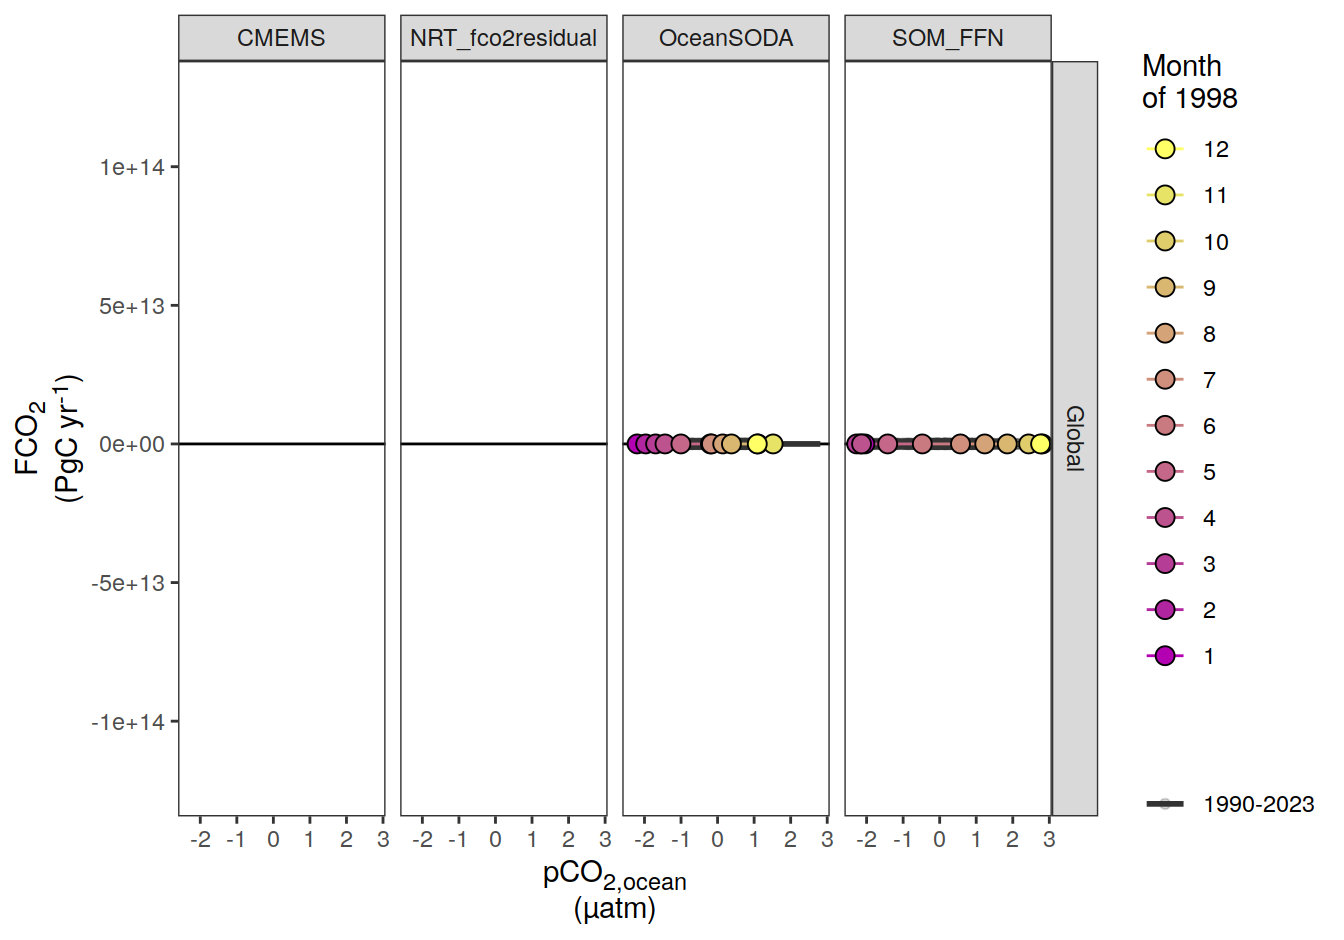 CMEMS NRT_fco2residual OceanSODA SOM_FFN
Global
1e+14
5e+13
0e+00
-5e+13
-1e+14
FCO2
(PgC yr-1)
-2 -1 0 1 2 3 -2 -1 0 1 2 3 -2 -1 0 1 2 3 -2 -1 0 1 2 3
pCO2,ocean
(µatm)
Month
of 1998
12
11
10
9
8
7
6
5
4
3
2
1
1990-2023